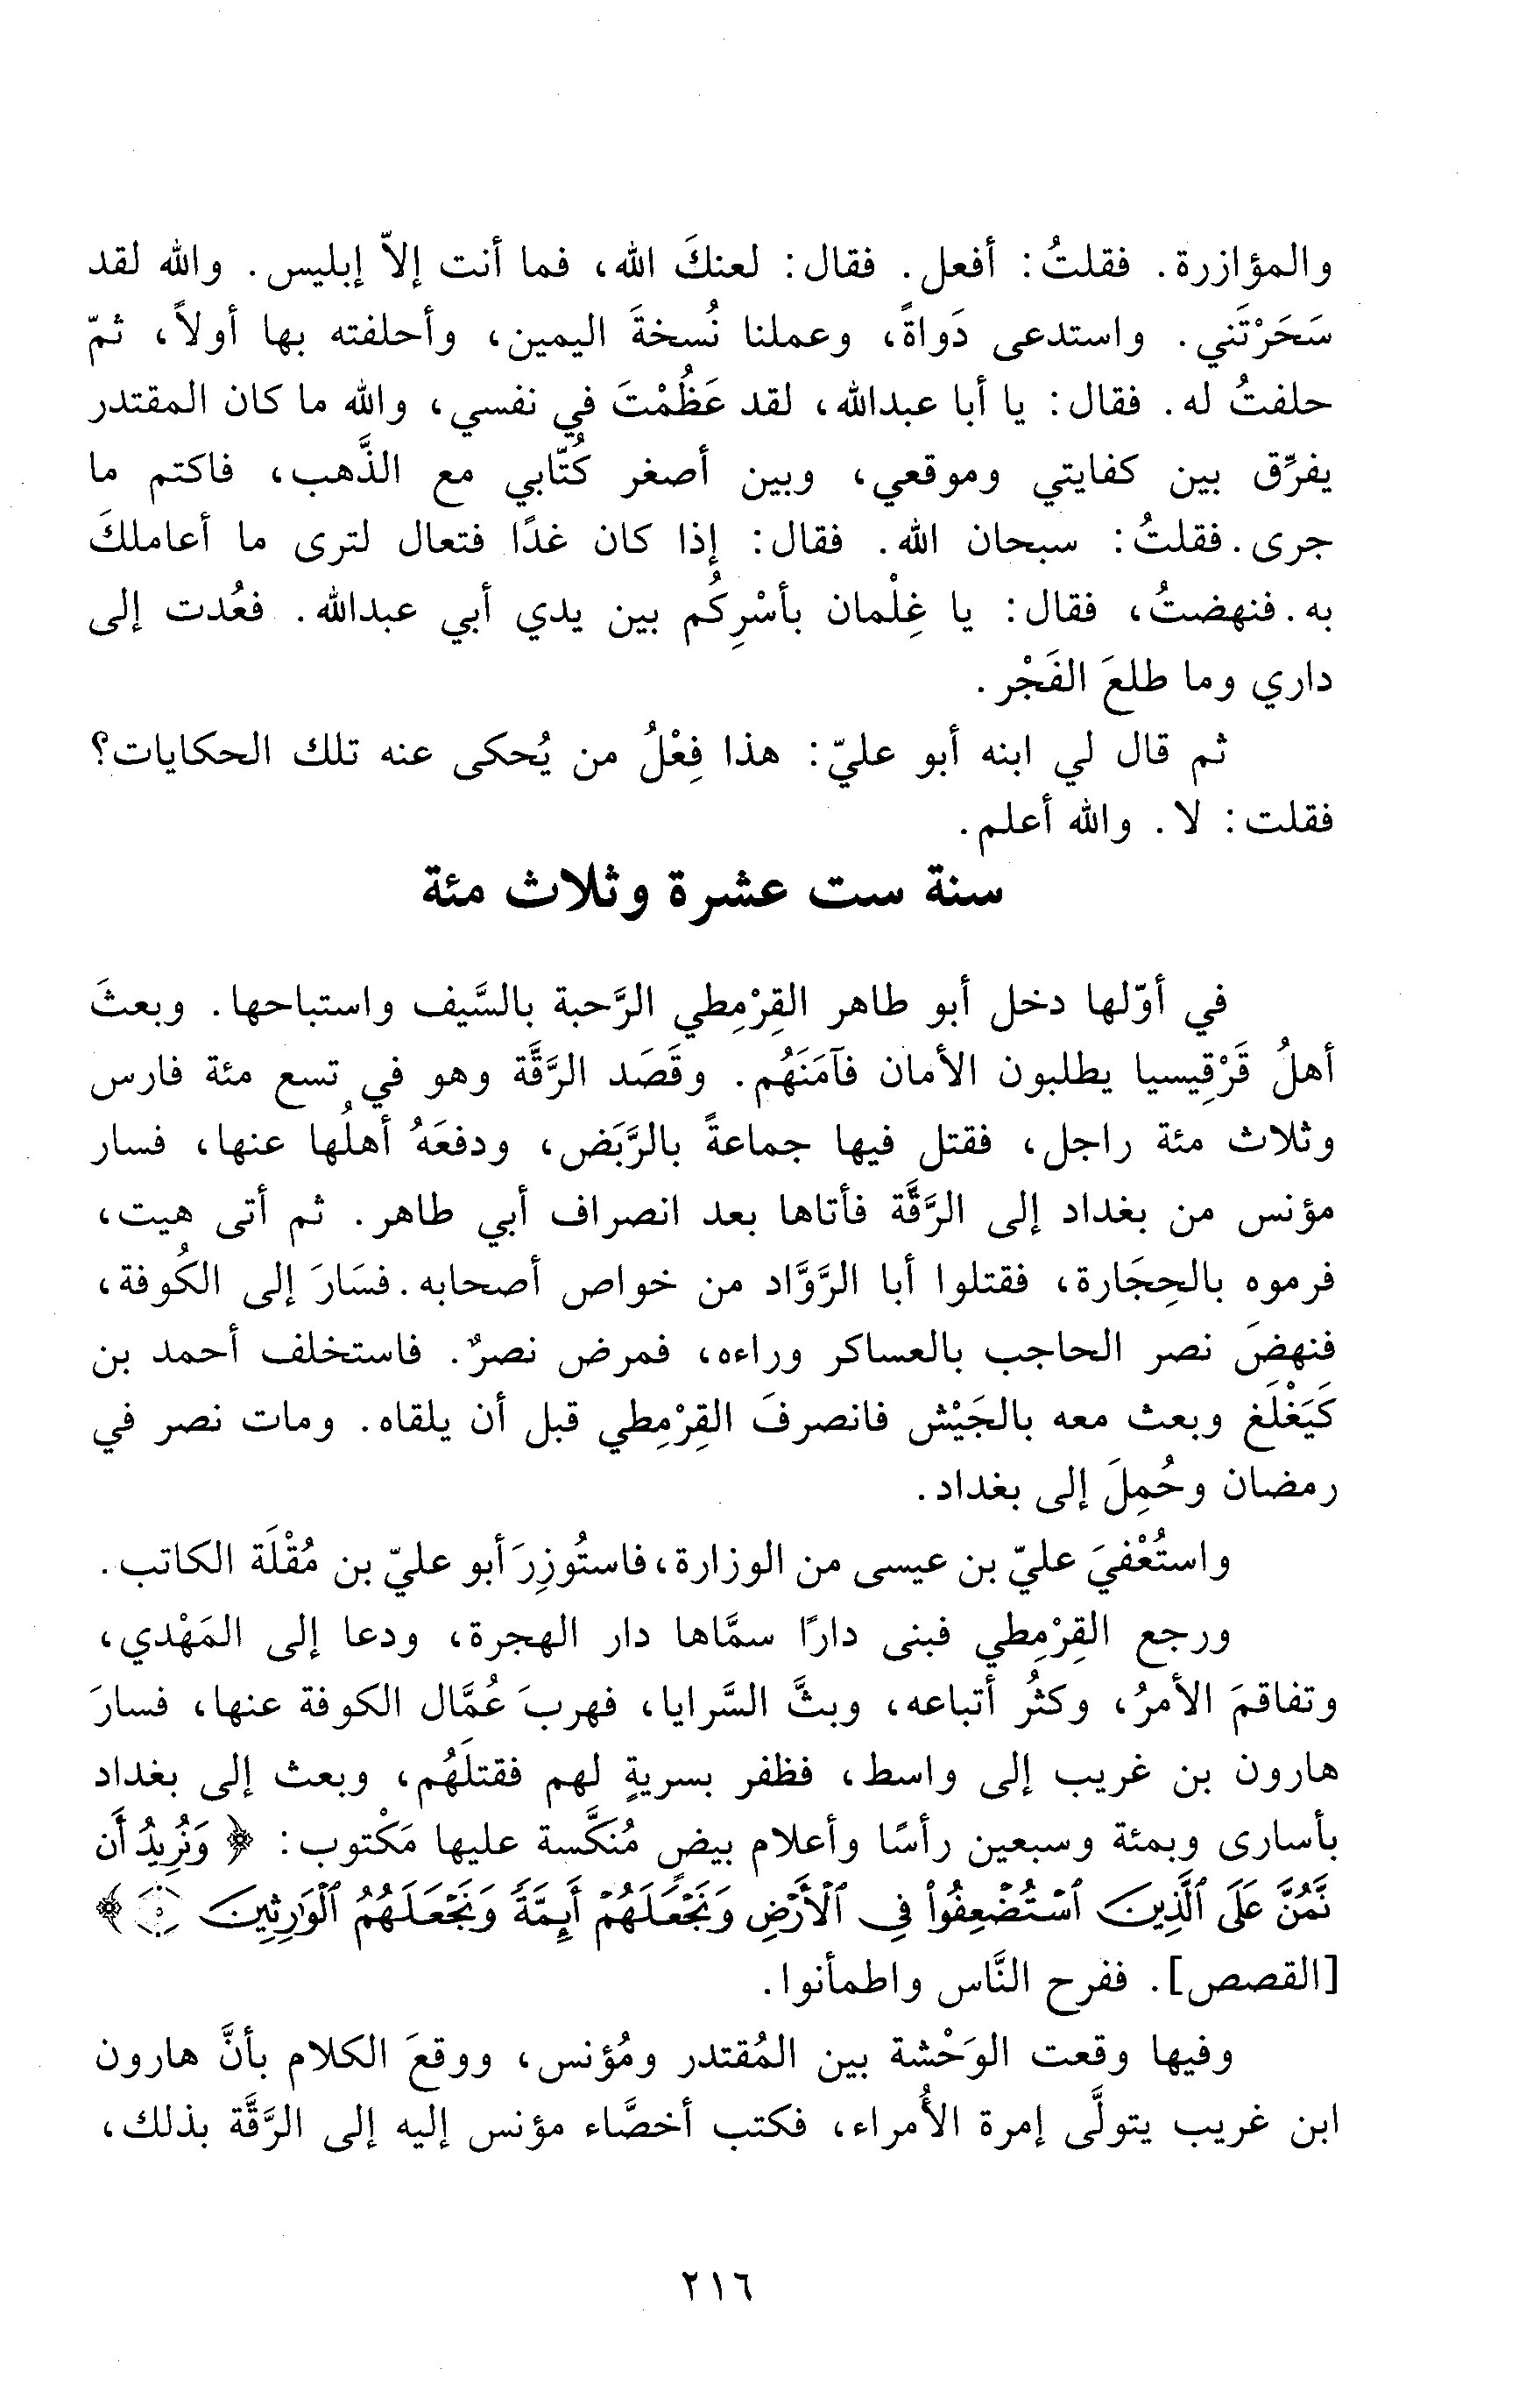 والمؤازرة. فقلتُ: أفعل. فقال: لعنكَ الله، فما أنت إلاّ إبليس. والله لقد
سَحَرْتَني. واستدعى دَواةً، وعملنا نُسخةَ اليمين، وأحلفته بها أولاً، ثمّ
حلفتُ له. فقال: يا أبا عبدالله، لقد عَظُمْتَ في نفسي، والله ما كان المقتدر
يفرِّق بين كفايتي وموقعي، وبين أصغر كُتّابي مع الذَّهب، فاكتم ما
جرى. فقلتُ: سبحان الله. فقال: إذا كان غدًا فتعال لترى ما أعاملكَ
به. فنهضتُ، فقال: يا غِلْمان بأسْرِكُم بين يدي أبي عبدالله. فعُدت إلى
داري وما طلعَ الفَجْر.
ثم قال لي ابنه أبو عليّ: هذا فِعْلُ من يُحكى عنه تلك الحكايات؟
فقلت: لا. والله أعلم.
سنة ست عشرة وثلاث مئة
في أوّلها دخل أبو طاهر القِرْمِطي الرَّحبة بالسَّيف واستباحها. وبعثَ
أهلُ قَرْقِيسيا يطلبون الأمان فآمَنَهُم. وقَصَد الرَّقَّة وهو في تسع مئة فارس
وثلاث مئة راجل، فقتل فيها جماعةً بالرَّبَض، ودفعَهُ أهلُها عنها، فسار
مؤنس من بغداد إلى الرَّقَّة فأتاها بعد انصراف أبي طاهر. ثم أتى هيت،
فرموه بالحِجَارة، فقتلوا أبا الرَّوَّاد من خواص أصحابه. فسَارَ إلى الكُوفة،
فنهضَ نصر الحاجب بالعساكر وراءه، فمرض نصرٌ. فاستخلف أحمد بن
كَيَغْلَغ وبعث معه بالجَيْش فانصرفَ القِرْمِطي قبل أن يلقاه. ومات نصر في
رمضان وحُمِلَ إلى بغداد.
واستُعْفيَ عليّ بن عيسى من الوزارة، فاستُوزِرَ أبو عليّ بن مُقْلَة الكاتب.
ورجع القِرْمِطي فبنى دارًا سمَّاها دار الهجرة، ودعا إلى المَهْدي،
وتفاقمَ الأمرُ، وكثُر أتباعه، وبثَّ السَّرايا، فهربَ عُمَّال الكوفة عنها، فسارَ
هارون بن غريب إلى واسط، فظفر بسريةٍ لهم فقتلَهُم، وبعث إلى بغداد
بأسارى وبمئة وسبعين رأسًا وأعلام بيضٍ مُنَكَّسة عليها مَكْتوب: ﴿ وَنُرِيدُ أَن
نَّمُنَّ عَلَى ٱلَّذِينَ ٱسْتُضْعِفُوا۟ فِى ٱلْأَرْضِ وَنَجْعَلَهُمْ أَئِمَّةً وَنَجْعَلَهُمُ ٱلْوَٰرِثِينَ ۝٥ ﴾
[القصص]. ففرح النَّاس واطمأنوا.
وفيها وقعت الوَحْشة بين المُقتدر ومُؤنس، ووقعَ الكلام بأنَّ هارون
ابن غريب يتولَّى إمرة الأُمراء، فكتب أخصَّاء مؤنس إليه إلى الرَّقَّة بذلك،
٢١٦